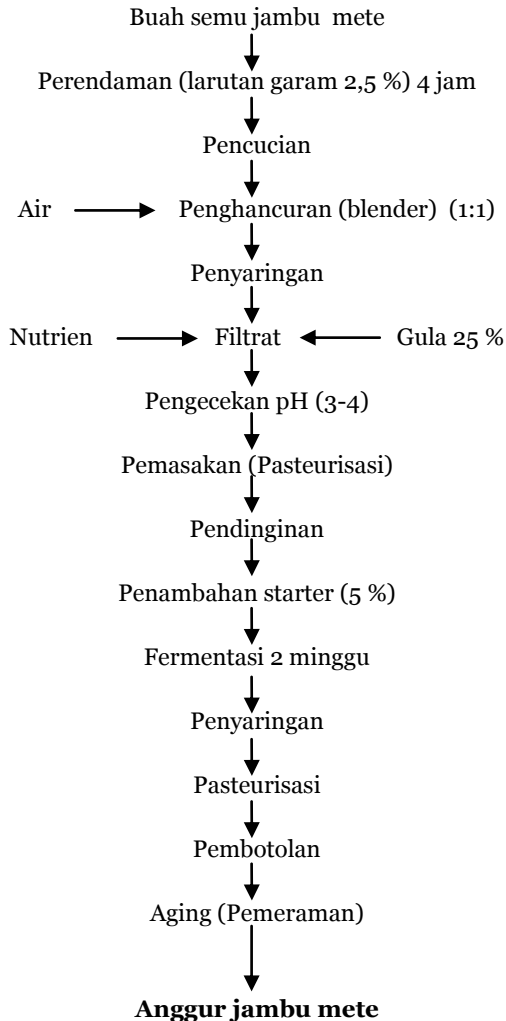 Buah semu jambu mete
Perendaman (larutan garam 2,5 %) 4 jam
Pencucian
Air Penghancuran (blender) (1:1)
Penyaringan
Nutrien Filtrat Gula 25 %
Pengecekan pH (3-4)
Pemasakan (Pasteurisasi)
Pendinginan
Penambahan starter (5 %)
Fermentasi 2 minggu
Penyaringan
Pasteurisasi
Pembotolan
Aging (Pemeraman)
Anggur jambu mete